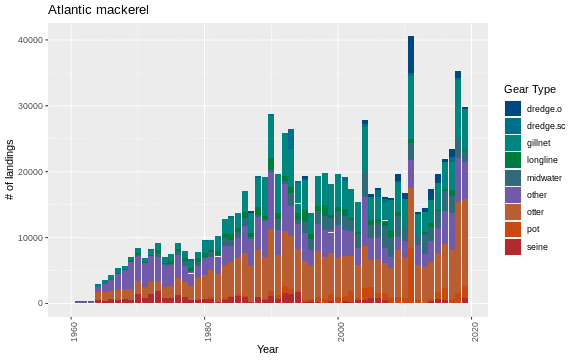 Atlantic mackerel
# of landings
40000
30000
20000
10000
0
1960
1980
2000
2020
Year
Gear Type
dredge.o
dredge.sc
gillnet
longline
midwater
other
otter
pot
seine